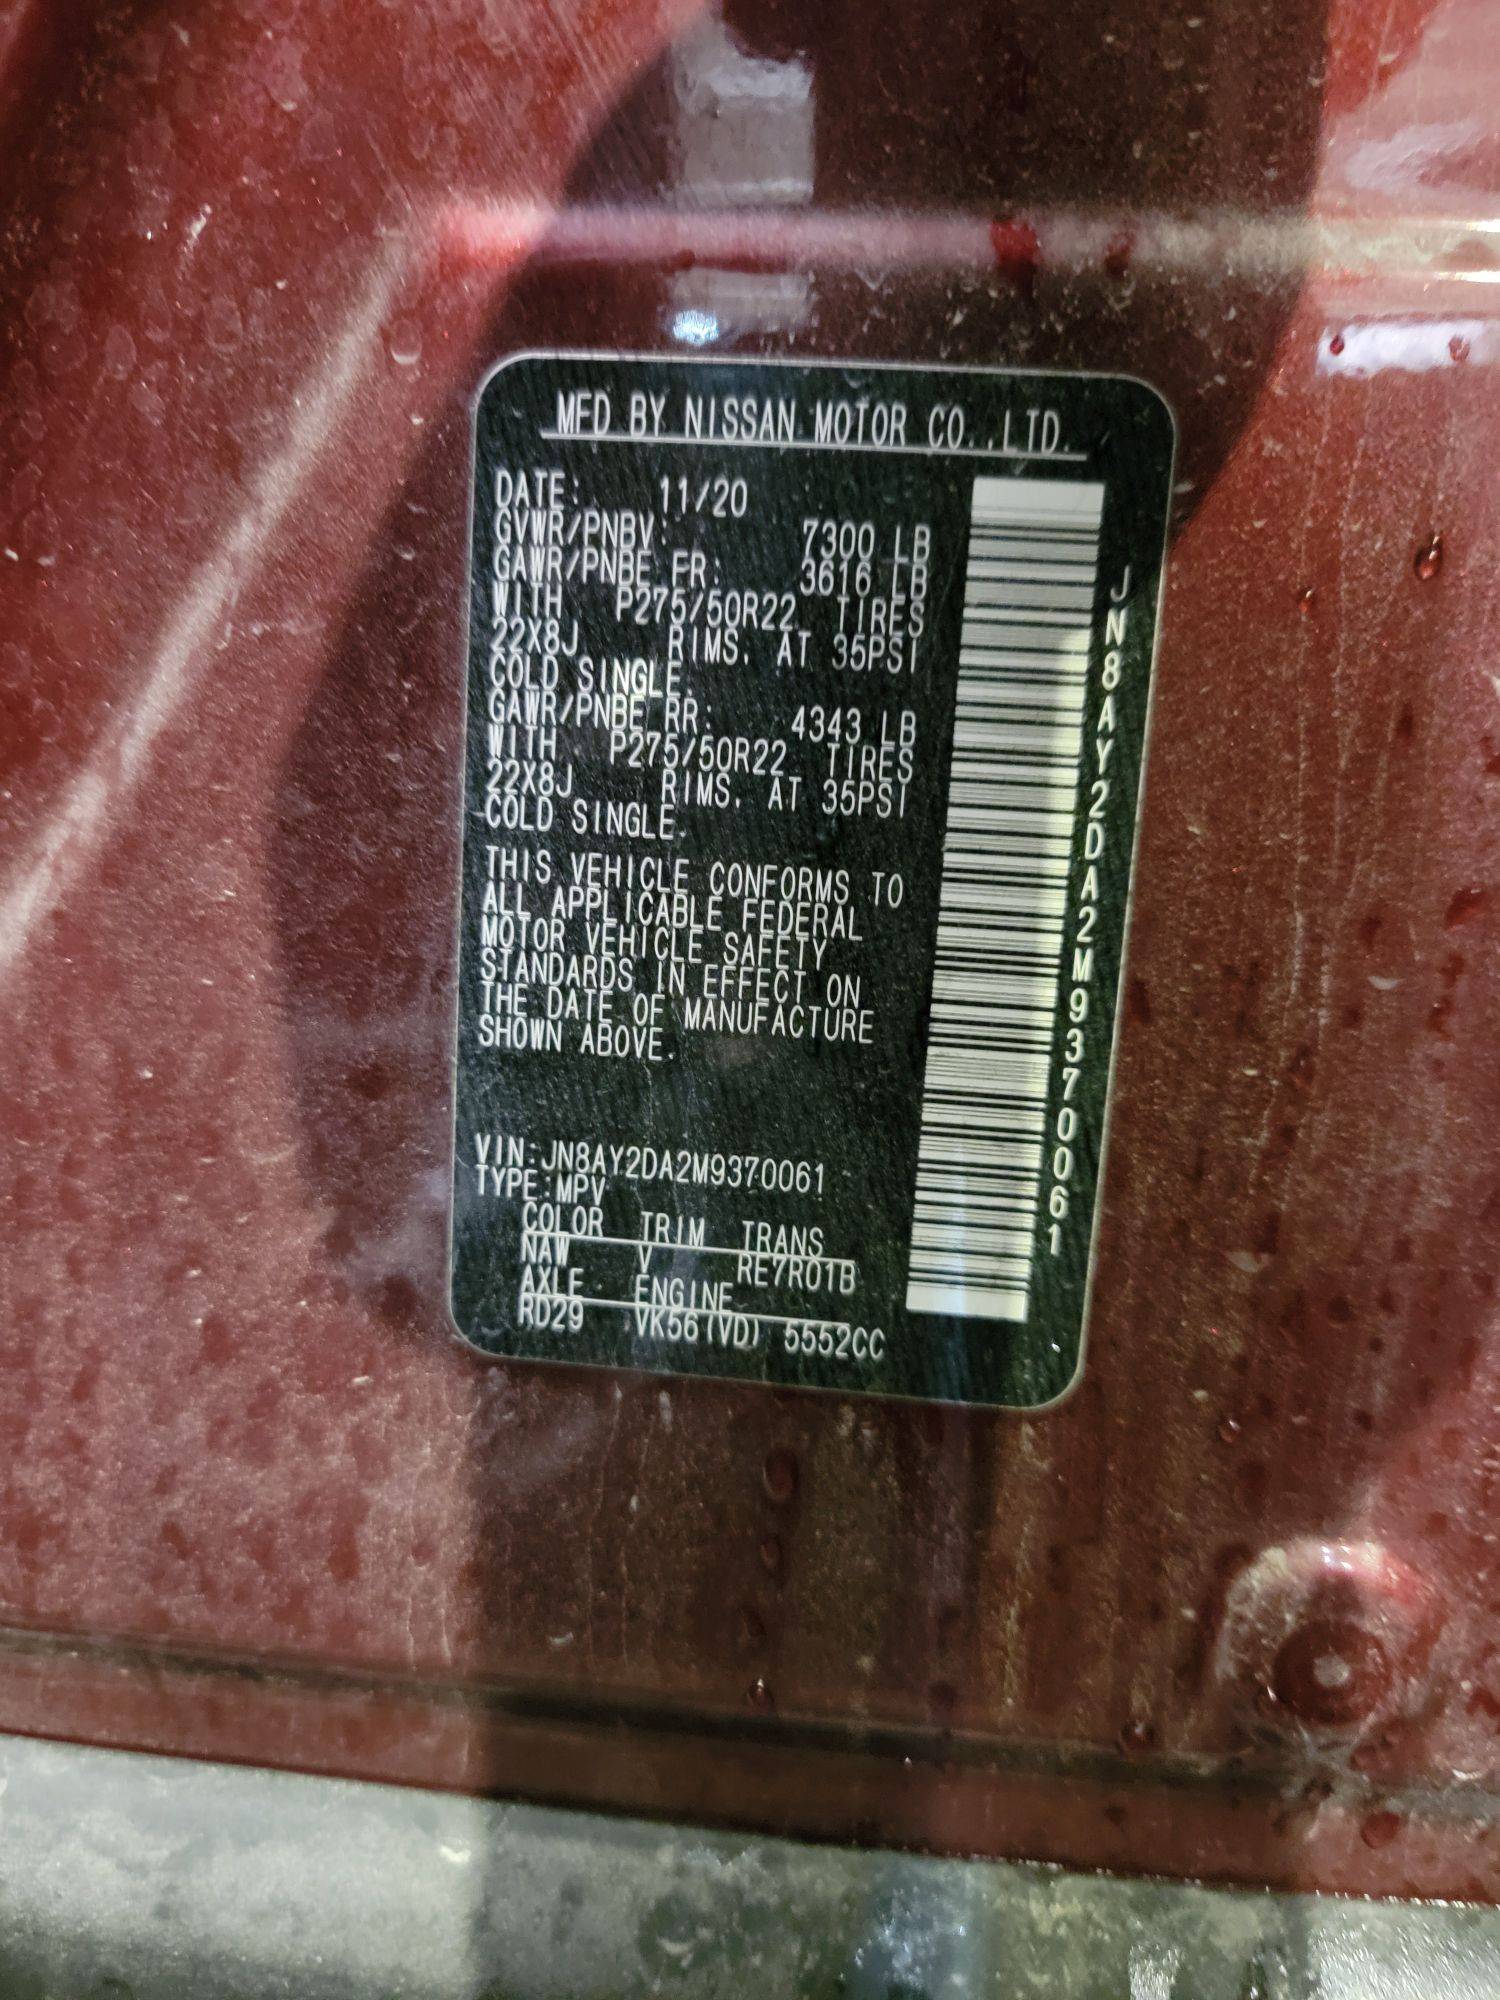 MFD BY NISSAN MOTOR CO.,LTD.
DATE: 11/20
GVWR/PNBV: 7300 LB
GAWR/PNBE FR: 3616 LB
WITH P275/50R22 TIRES
22X8J RIMS. AT 35PSI
COLD SINGLE.
GAWR/PNBE RR: 4343 LB
WITH P275/50R22 TIRES
22X8J RIMS. AT 35PSI
COLD SINGLE.
THIS VEHICLE CONFORMS TO
ALL APPLICABLE FEDERAL
MOTOR VEHICLE SAFETY
STANDARDS IN EFFECT ON
THE DATE OF MANUFACTURE
SHOWN ABOVE.
VIN:JN8AY2DA2M9370061
TYPE:MPV
COLOR TRIM TRANS
NAW V RE7R01B
AXLE ENGINE
RD29 VK56(VD) 5552CC
JN8AY2DA2M9370061